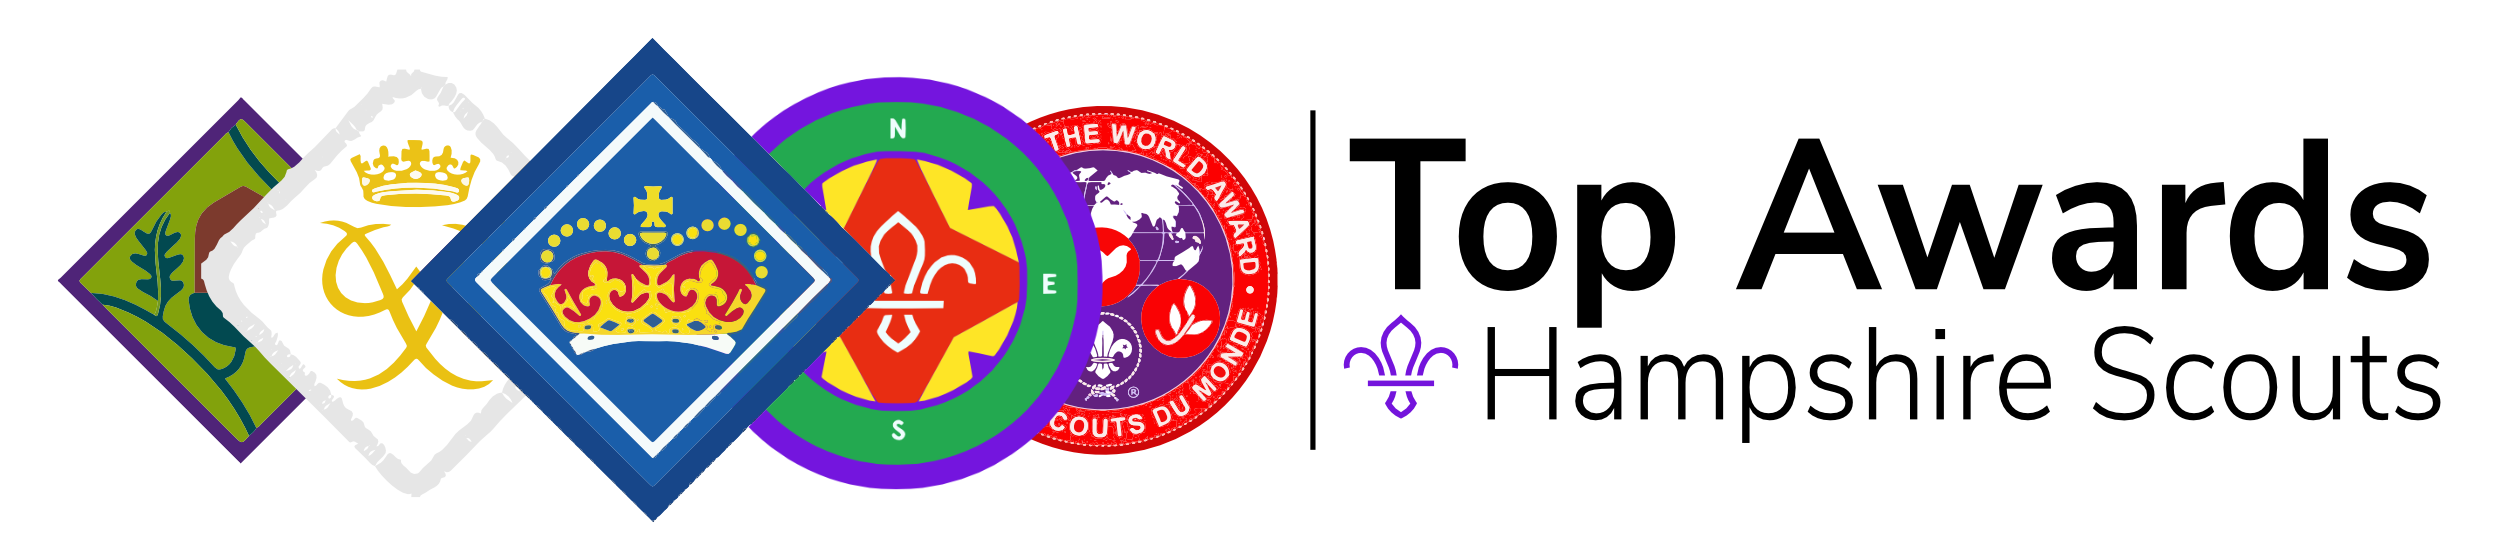 N
E
S
THE WORLD AWARD
SCOUTS DU MONDE
®
Top Awards
Hampshire Scouts